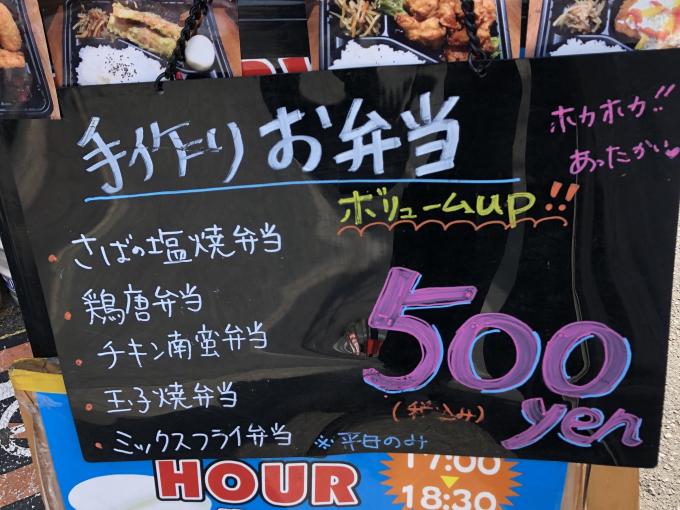 手作りお弁当
ホカホカ!!
あったかい♥
ボリュームup!!
・さばの塩焼弁当
・鶏唐弁当
・チキン南蛮弁当
・玉子焼弁当
・ミックスフライ弁当 ※平日のみ
500yen
(税込み)
HOUR
17:00
18:30